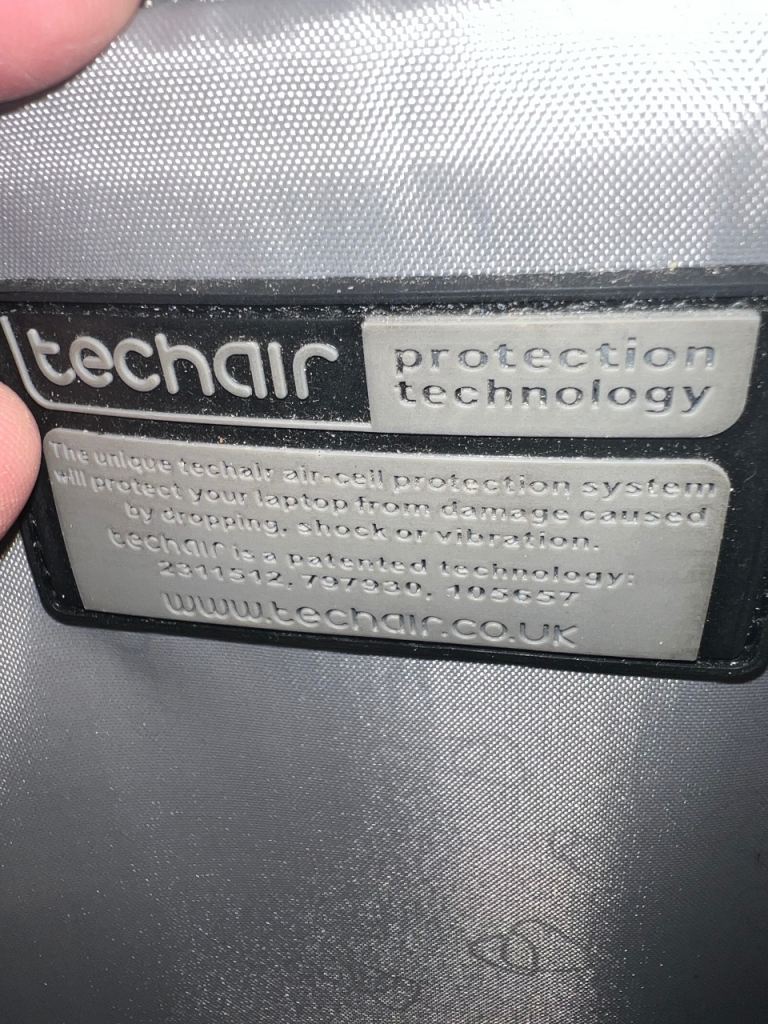 techair
protection
technology
The unique techair air-cell protection system
will protect your laptop from damage caused
by dropping, shock or vibration.
techair is a patented technology:
2311512, 797930, 105657
www.techair.co.uk